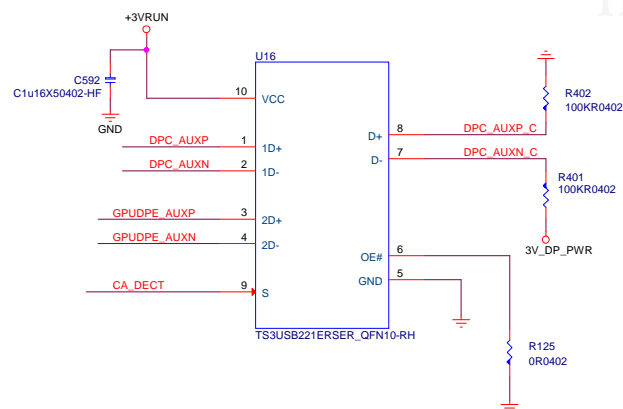 +3VRUN
U16
C592
C1u16X50402-HF
GND
10
VCC
R402
100KR0402
DPC_AUXP
1
1D+
D+
8
DPC_AUXP_C
DPC_AUXN
2
1D-
D-
7
DPC_AUXN_C
R401
100KR0402
GPUDPE_AUXP
3
2D+
GPUDPE_AUXN
4
2D-
3V_DP_PWR
OE#
6
CA_DECT
9
S
GND
5
TS3USB221ERSER_QFN10-RH
R125
0R0402